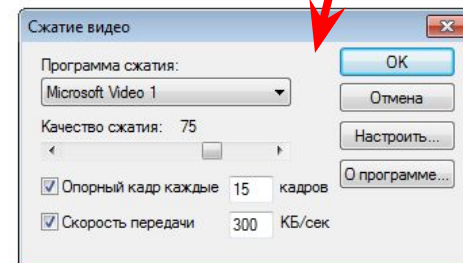 Сжатие видео
Программа сжатия:
Microsoft Video 1
Качество сжатия: 75
Опорный кадр каждые 15 кадров
Скорость передачи 300 КБ/сек
OK
Отмена
Настроить...
О программе...